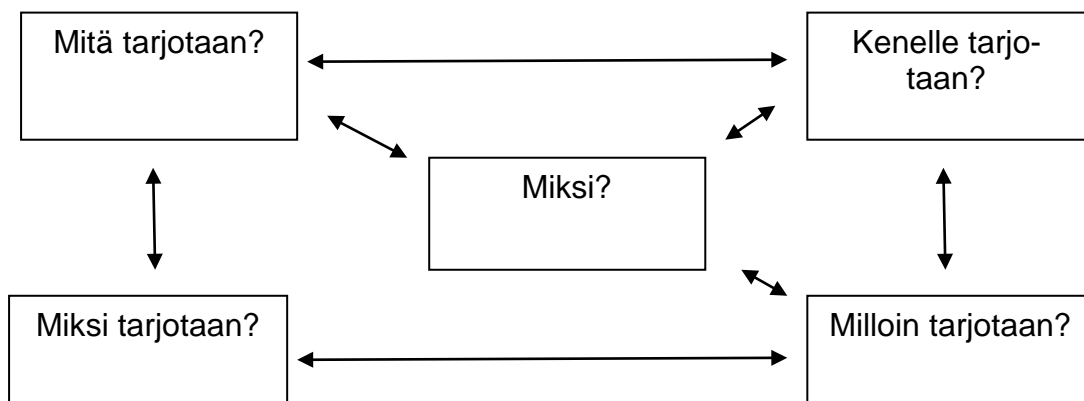 Mitä tarjotaan?
Kenelle tarjo-
taan?
Miksi?
Miksi tarjotaan?
Milloin tarjotaan?